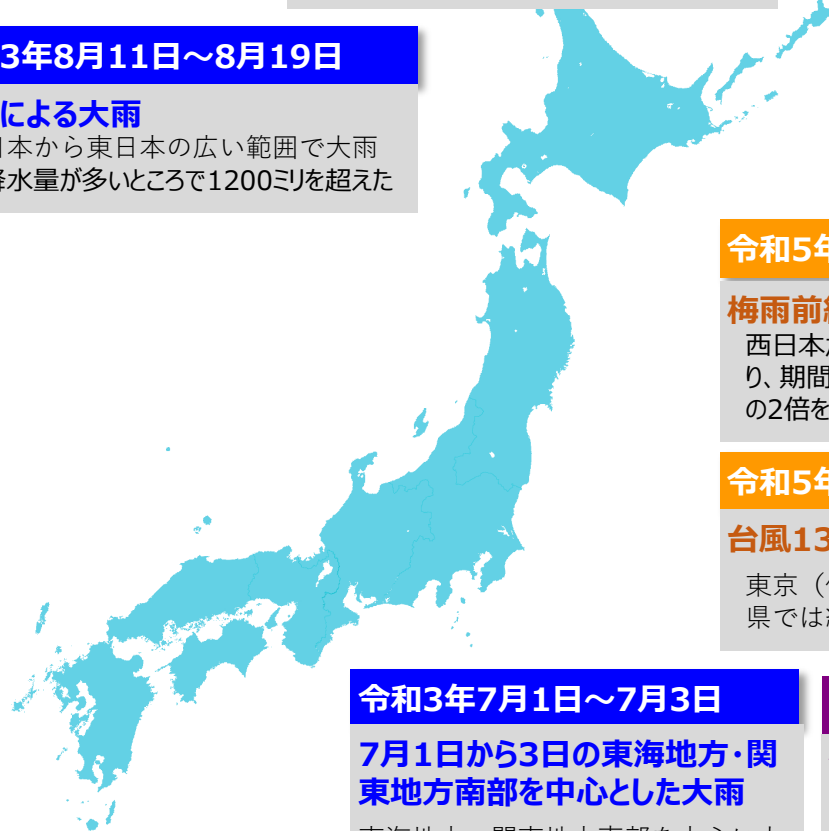 3年8月11日～8月19日
による大雨
日本から東日本の広い範囲で大雨
降水量が多いところで1200ミリを超えた
令和5年
梅雨前
西日本
り、期間
の2倍を
令和5年
台風13
東京（
県では
令和3年7月1日～7月3日
7月1日から3日の東海地方・関
東地方南部を中心とした大雨